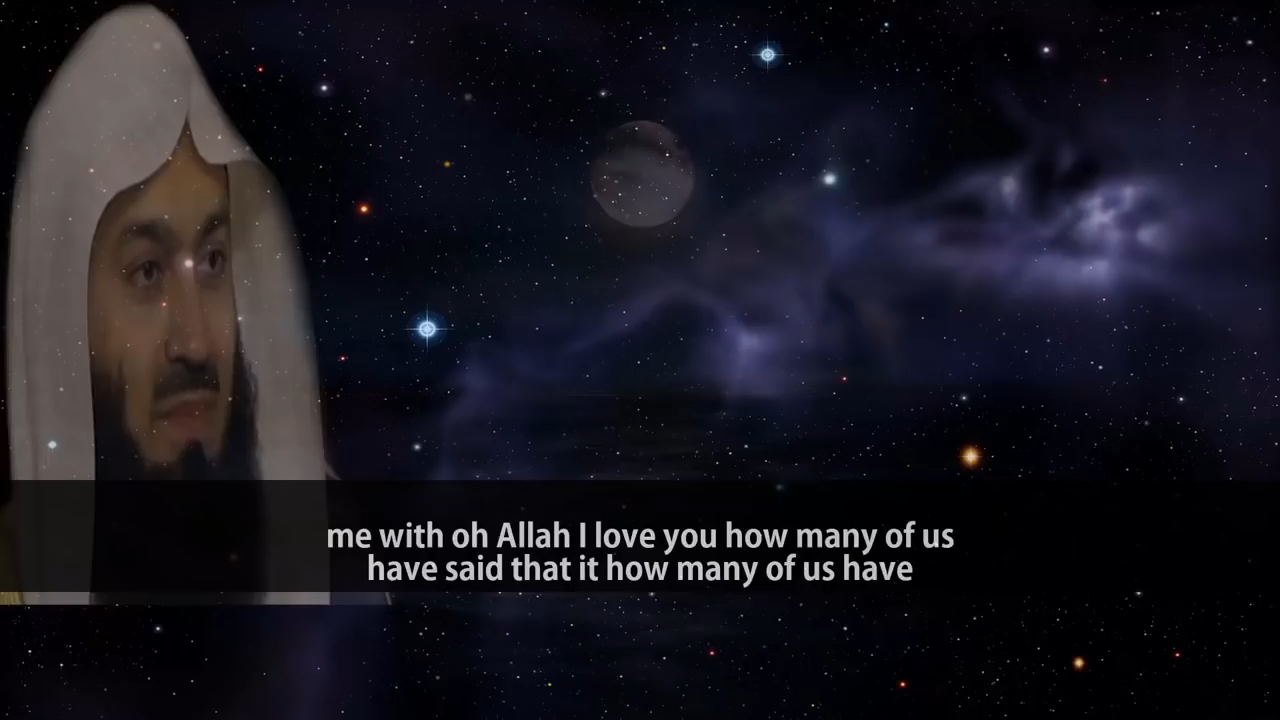 me with oh Allah I love you how many of us
have said that it how many of us have